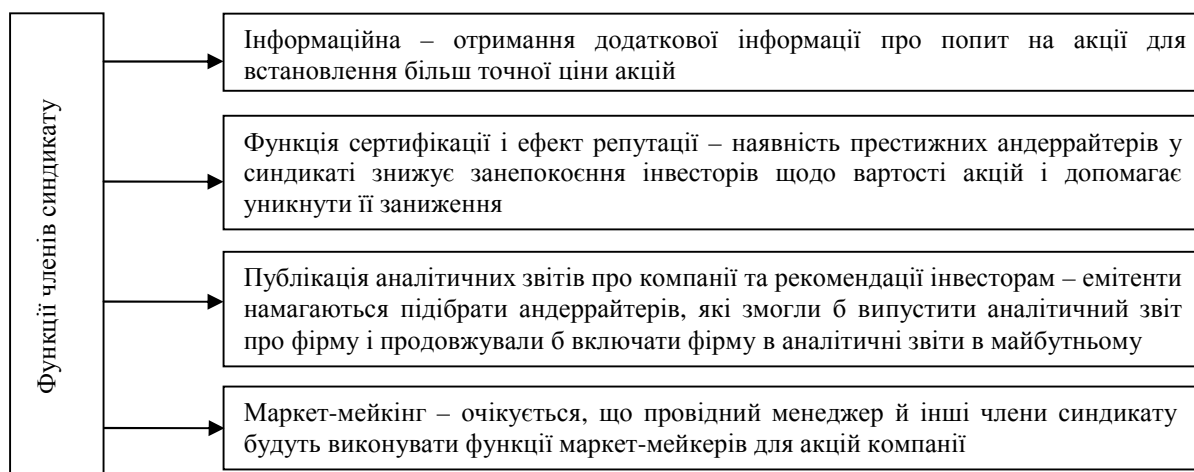 Функції членів синдикату
Інформаційна – отримання додаткової інформації про попит на акції для
встановлення більш точної ціни акцій
Функція сертифікації і ефект репутації – наявність престижних андеррайтерів у
синдикаті знижує занепокоєння інвесторів щодо вартості акцій і допомагає
уникнути її заниження
Публікація аналітичних звітів про компанії та рекомендації інвесторам – емітенти
намагаються підібрати андеррайтерів, які змогли б випустити аналітичний звіт
про фірму і продовжували б включати фірму в аналітичні звіти в майбутньому
Маркет-мейкінг – очікується, що провідний менеджер й інші члени синдикату
будуть виконувати функції маркет-мейкерів для акцій компанії